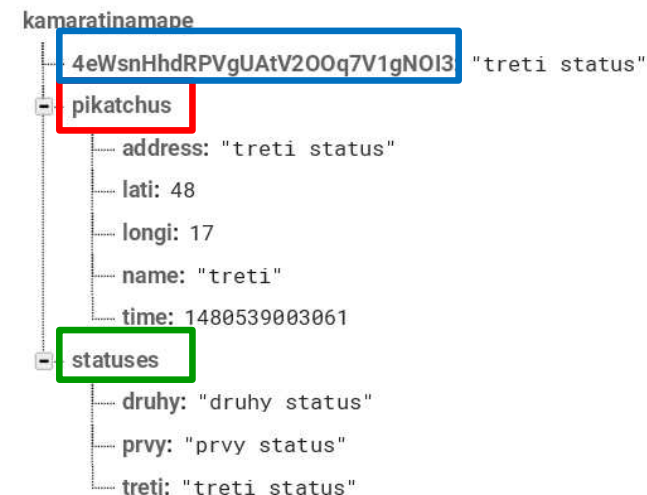 kamaratinamape
4eWsnHhdRPVgUAtV2OOq7V1gNOI3: "treti status"
pikatchus
address: "treti status"
lati: 48
longi: 17
name: "treti"
time: 1480539003061
statuses
druhy: "druhy status"
prvy: "prvy status"
treti: "treti status"